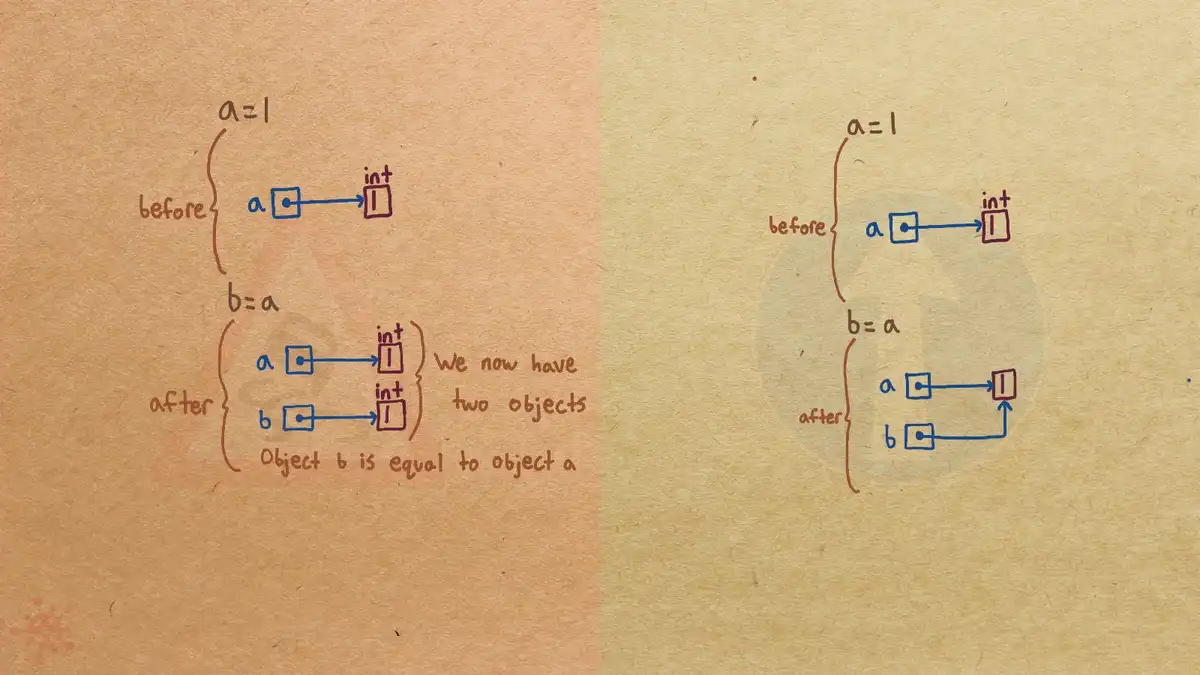 a=1
int
before
a
1
b=a
int
a
1
We now have
int
two objects
after
b
1
Object b is equal to object a
a=1
int
before
a
1
b=a
a
1
after
b